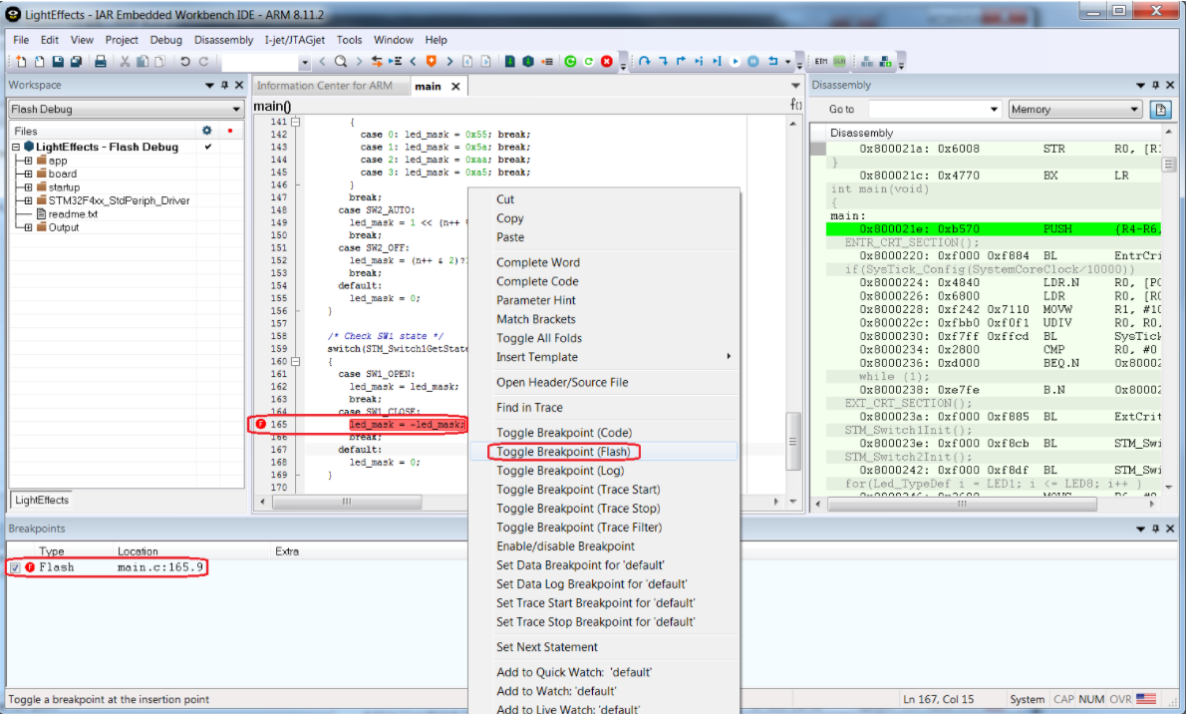 LightEffects - IAR Embedded Workbench IDE - ARM 8.11.2
File Edit View Project Debug Disassembly I-jet/JTAGjet Tools Window Help
Workspace
Flash Debug
Files
LightEffects - Flash Debug
app
board
startup
STM32F4xx_StdPeriph_Driver
readme.txt
Output
LightEffects
Information Center for ARM main X
main()
141 {
142 case 0: led_mask = 0x55; break;
143 case 1: led_mask = 0x5a; break;
144 case 2: led_mask = 0xaa; break;
145 case 3: led_mask = 0xa5; break;
146 }
147 break;
148 case SW2_AUTO:
149 led_mask = 1 << (n++
150 break;
151 case SW2_OFF:
152 led_mask = (n++ & 2)?
153 break;
154 default:
155 led_mask = 0;
156 }
157
158 /* Check SW1 state */
159 switch(STM_Switch1GetState
160 {
161 case SW1_OPEN:
162 led_mask = led_mask;
163 break;
164 case SW1_CLOSE:
165 led_mask = ~led_mask;
166 break;
167 default:
168 led_mask = 0;
169 }
170
Cut
Copy
Paste
Complete Word
Complete Code
Parameter Hint
Match Brackets
Toggle All Folds
Insert Template
Open Header/Source File
Find in Trace
Toggle Breakpoint (Code)
Toggle Breakpoint (Flash)
Toggle Breakpoint (Log)
Toggle Breakpoint (Trace Start)
Toggle Breakpoint (Trace Stop)
Toggle Breakpoint (Trace Filter)
Enable/disable Breakpoint
Set Data Breakpoint for 'default'
Set Data Log Breakpoint for 'default'
Set Trace Start Breakpoint for 'default'
Set Trace Stop Breakpoint for 'default'
Set Next Statement
Add to Quick Watch: 'default'
Add to Watch: 'default'
Add to Live Watch: 'default'
Disassembly
Go to Memory
Disassembly
0x800021a: 0x6008 STR R0, [R
}
0x800021c: 0x4770 BX LR
int main(void)
{
main:
0x800021e: 0xb570 PUSH {R4-R6,
ENTR_CRT_SECTION();
0x8000220: 0xf000 0xf884 BL EntrCri
if(SysTick_Config(SystemCoreClock/10000))
0x8000224: 0x4840 LDR.N R0, [PC
0x8000226: 0x6800 LDR R0, [R0
0x8000228: 0xf242 0x7110 MOVW R1, #10
0x800022c: 0xfbb0 0xf0f1 UDIV R0, R0,
0x8000230: 0xf7ff 0xffcd BL SysTick
0x8000234: 0x2800 CMP R0, #0
0x8000236: 0xd000 BEQ.N 0x80002
while (1);
0x8000238: 0xe7fe B.N 0x80002
EXT_CRT_SECTION();
0x800023a: 0xf000 0xf885 BL ExtCrit
STM_Switch1Init();
0x800023e: 0xf000 0xf8cb BL STM_Swi
STM_Switch2Init();
0x8000242: 0xf000 0xf8df BL STM_Swi
for(Led_TypeDef i = LED1; i <= LED8; i++ )
Breakpoints
Type Location Extra
Flash main.c:165.9
Toggle a breakpoint at the insertion point
Ln 167, Col 15 System CAP NUM OVR